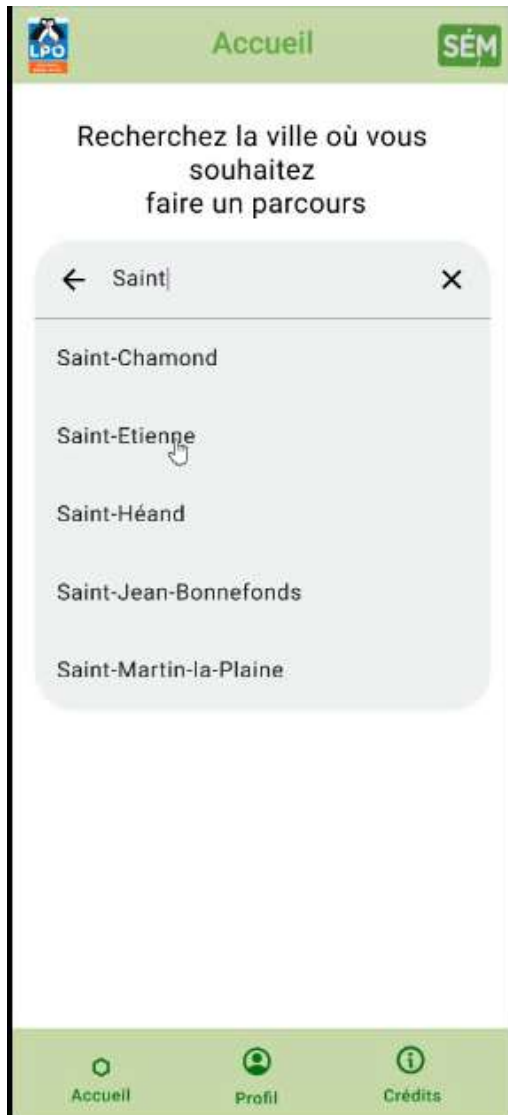 LPO
Accueil
SÉM
Recherchez la ville où vous
souhaitez
faire un parcours
Saint
Saint-Chamond
Saint-Etienne
Saint-Héand
Saint-Jean-Bonnefonds
Saint-Martin-la-Plaine
Accueil
Profil
Crédits